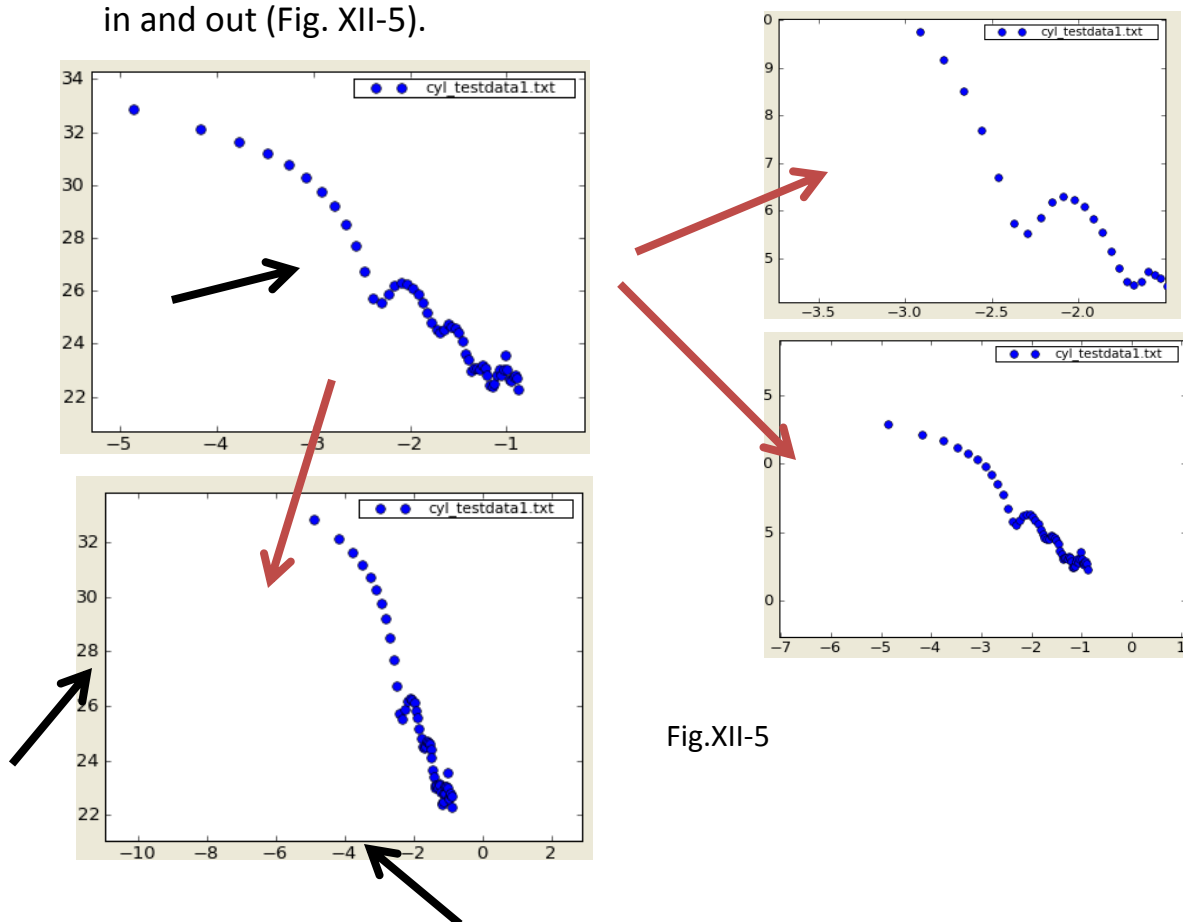 in and out (Fig. XII-5).
cyl_testdata1.txt
34
32
30
28
26
24
22
−5 −4 −3 −2 −1
cyl_testdata1.txt
0
9
8
7
6
5
−3.5 −3.0 −2.5 −2.0
cyl_testdata1.txt
5
0
5
0
−7 −6 −5 −4 −3 −2 −1 0 1
cyl_testdata1.txt
32
30
28
26
24
22
−10 −8 −6 −4 −2 0 2
Fig.XII-5